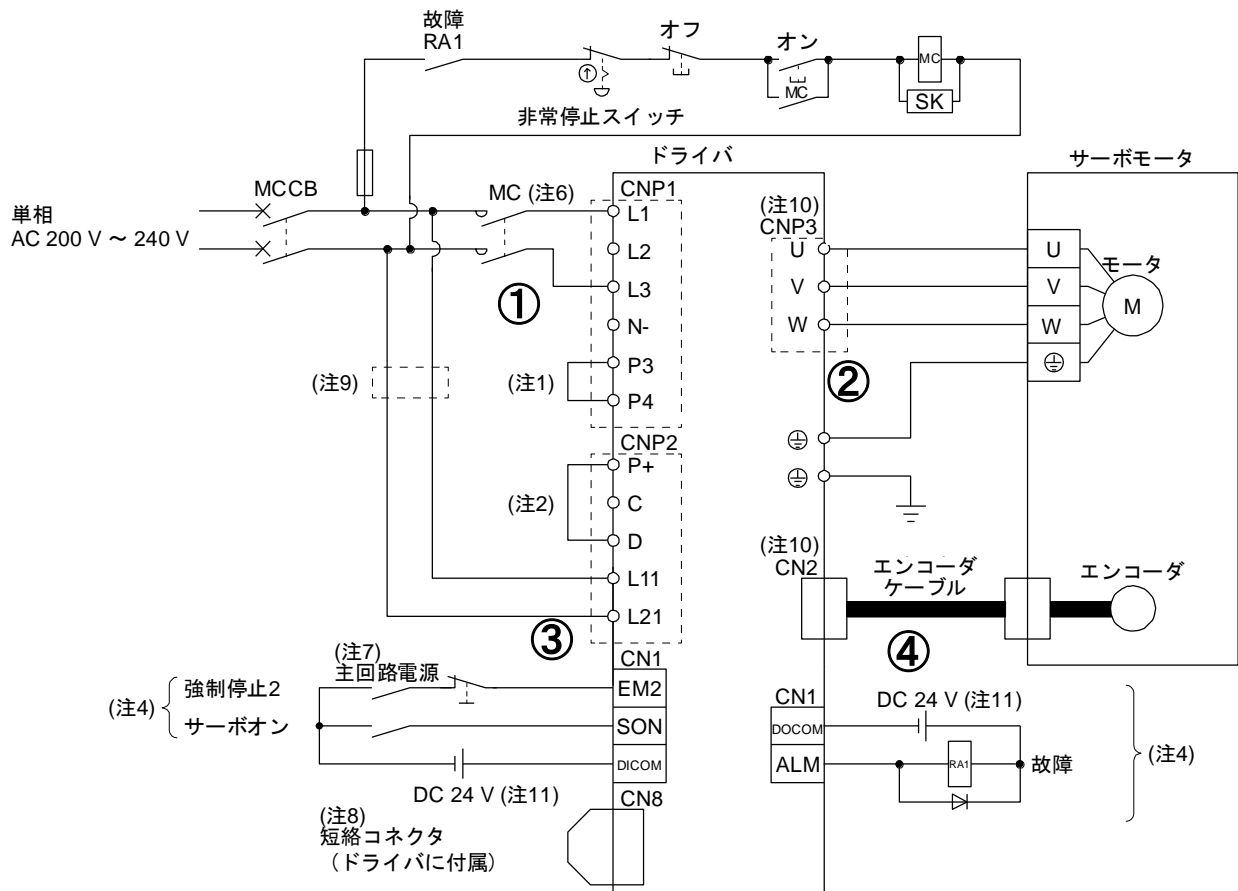 故障
RA1
オフ
オン
MC
MC
SK
非常停止スイッチ
ドライバ
サーボモータ
MCCB
MC (注6)
単相
AC 200 V ～ 240 V
CNP1
L1
L2
L3
N-
P3
P4
(注1)
①
(注9)
(注10)
CNP3
U
V
W
②
U
V
W
モータ
M
CNP2
P+
C
D
L11
L21
(注2)
③
(注10)
CN2
エンコーダ
ケーブル
エンコーダ
④
(注7)
主回路電源
(注4)
強制停止2
サーボオン
CN1
EM2
SON
DICOM
DC 24 V (注11)
CN1
DOCOM
ALM
DC 24 V (注11)
RA1
故障
(注4)
CN8
(注8)
短絡コネクタ
（ドライバに付属）